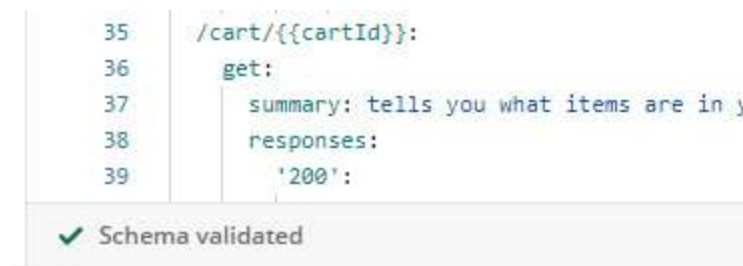 35 /cart/{{cartId}}:
36 get:
37 summary: tells you what items are in
38 responses:
39 '200':
Schema validated